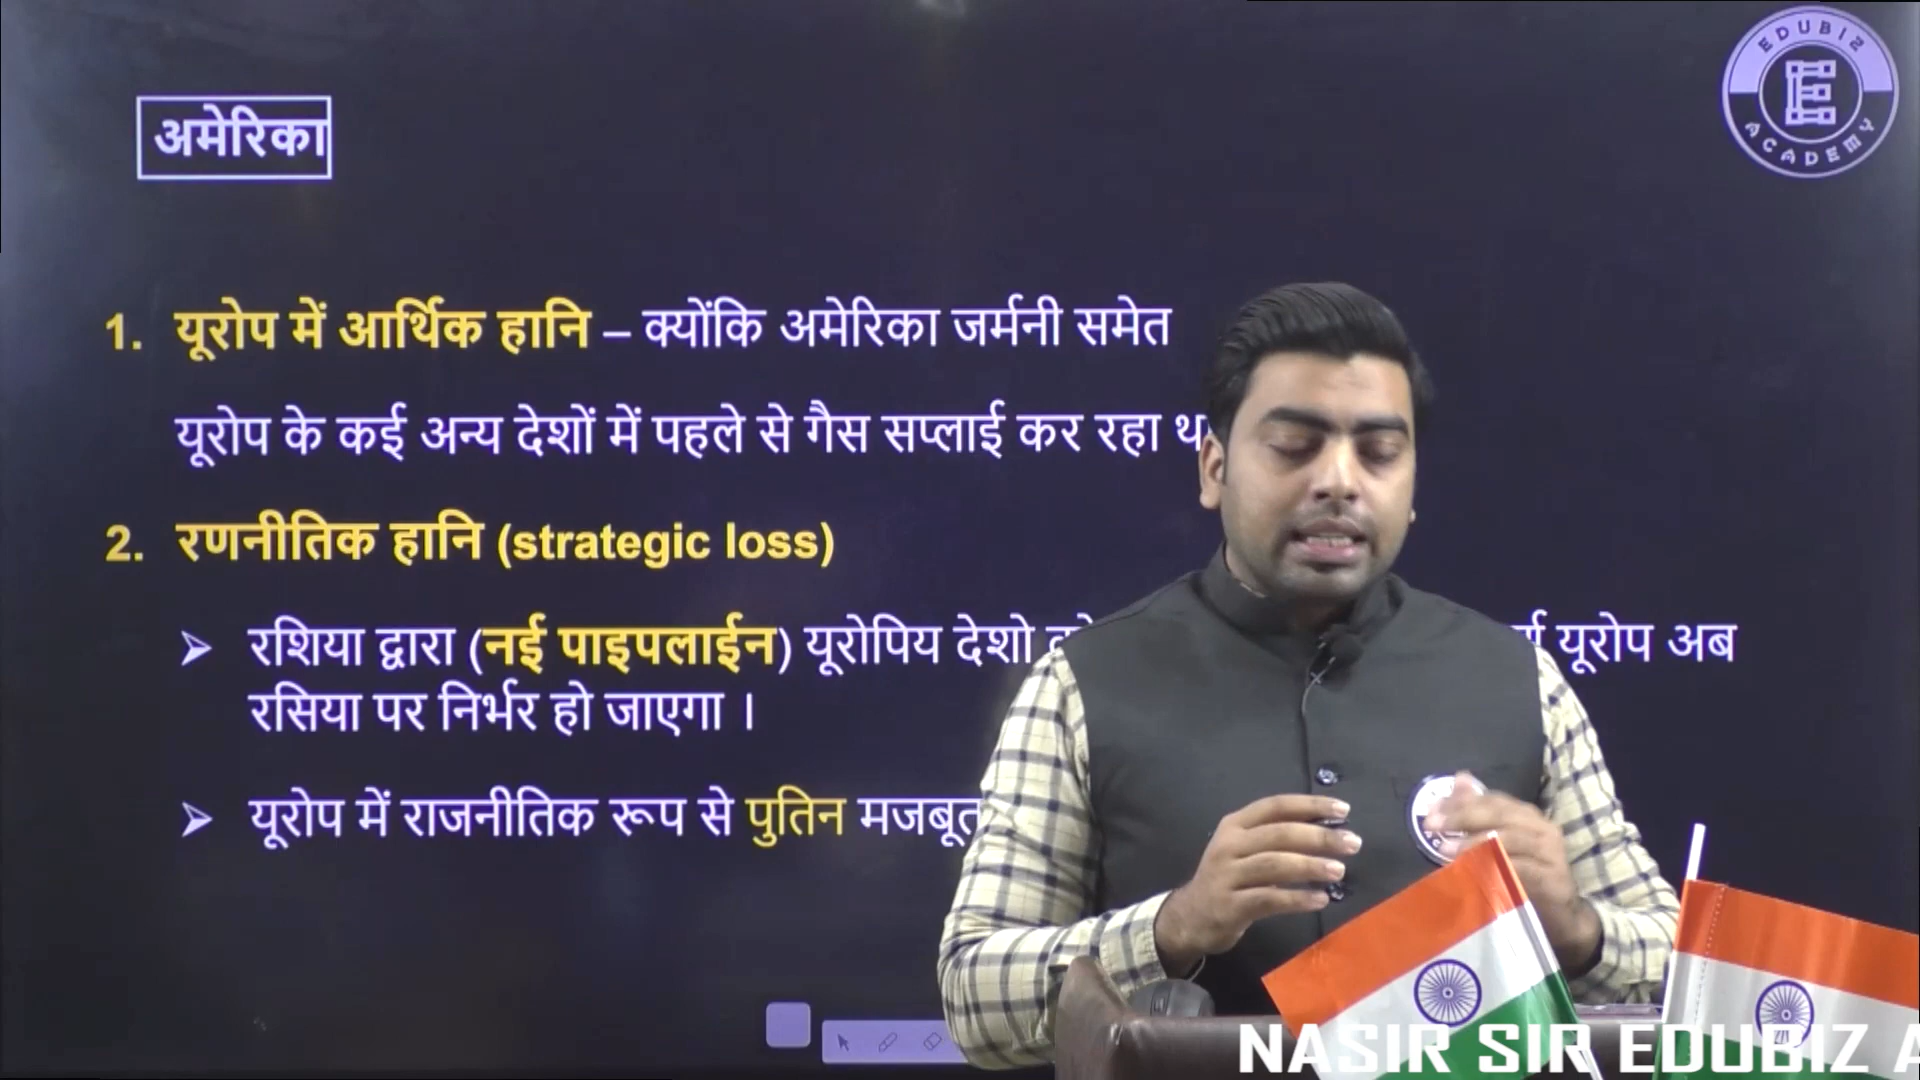 EDUBIZ
ACADEMY
अमेरिका
1. यूरोप में आर्थिक हानि – क्योंकि अमेरिका जर्मनी समेत
यूरोप के कई अन्य देशों में पहले से गैस सप्लाई कर रहा
2. रणनीतिक हानि (strategic loss)
➢ रशिया द्वारा (नई पाइपलाईन) यूरोपिय देशो यूरोप अब
रसिया पर निर्भर हो जाएगा ।
➢ यूरोप में राजनीतिक रूप से पुतिन मजबूत
NASIR SIR EDUBIZ A